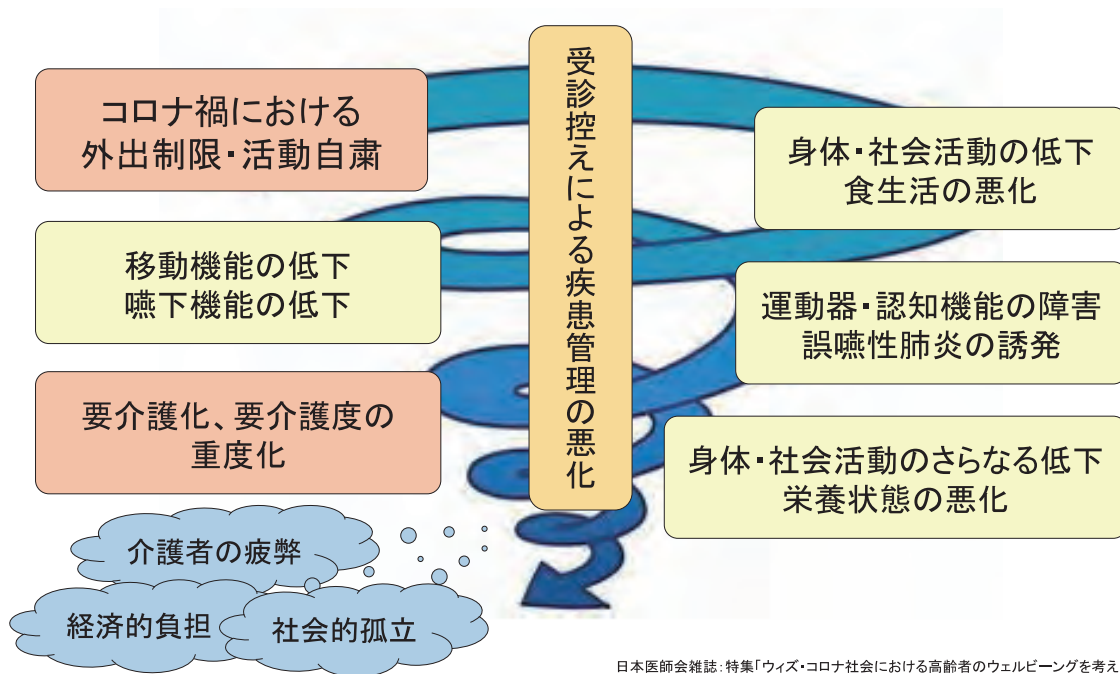 コロナ禍における
外出制限・活動自粛
受診控えによる疾患管理の悪化
身体・社会活動の低下
食生活の悪化
移動機能の低下
嚥下機能の低下
運動器・認知機能の障害
誤嚥性肺炎の誘発
要介護化、要介護度の
重度化
身体・社会活動のさらなる低下
栄養状態の悪化
介護者の疲弊
経済的負担
社会的孤立
日本医師会雑誌:特集「ウィズ・コロナ社会における高齢者のウェルビーングを考え